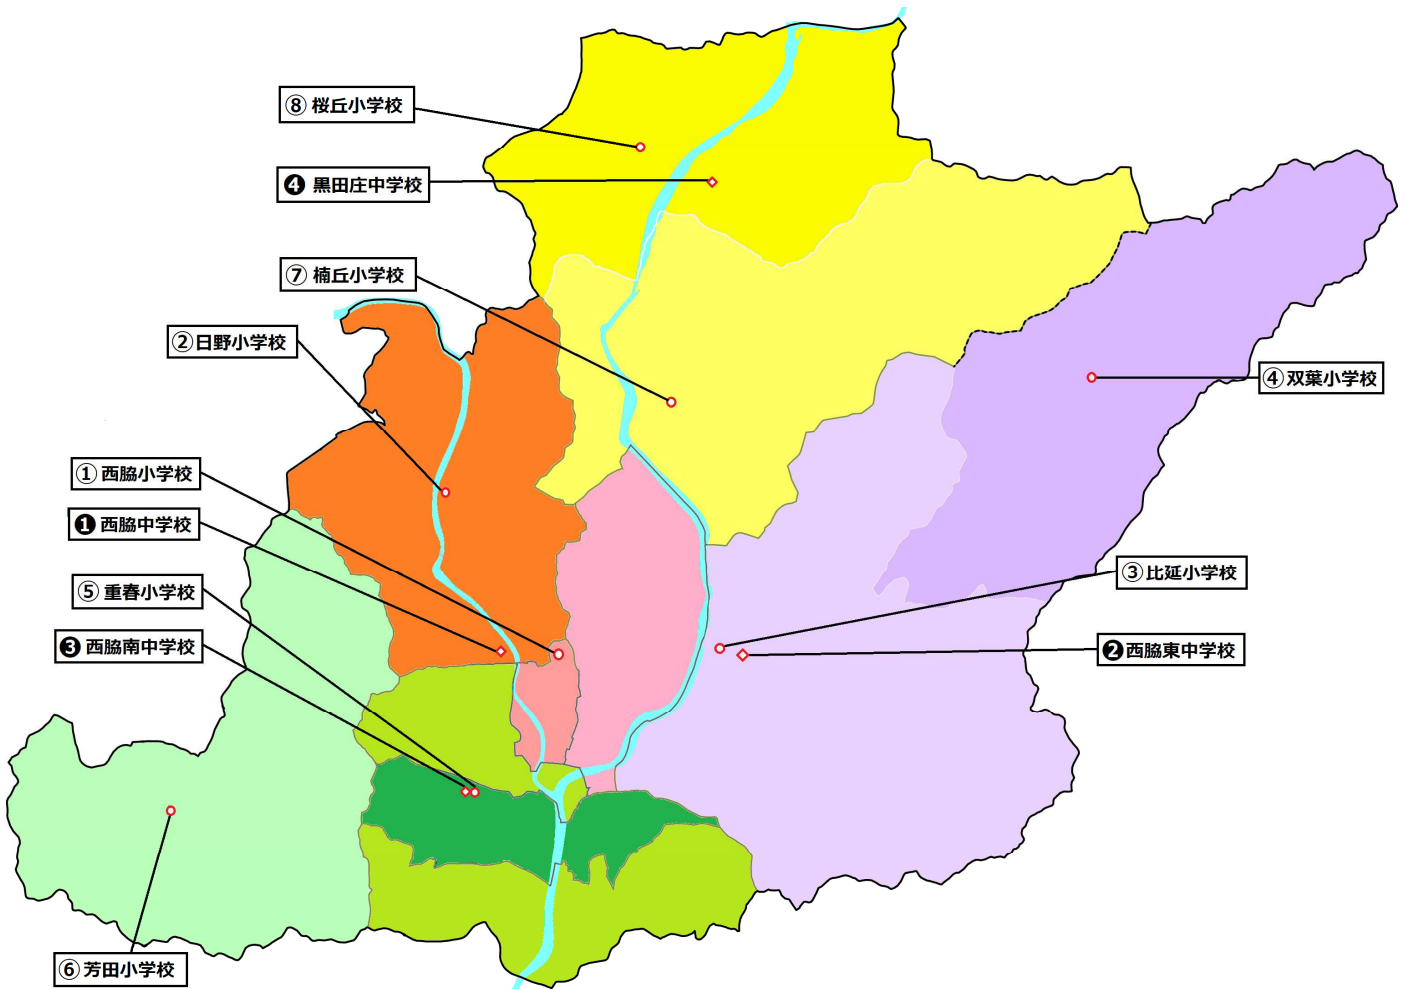 ⑧ 桜丘小学校
❹ 黒田庄中学校
⑦ 楠丘小学校
②日野小学校
④ 双葉小学校
① 西脇小学校
❶ 西脇中学校
③ 比延小学校
⑤ 重春小学校
❸ 西脇南中学校
❷ 西脇東中学校
⑥ 芳田小学校